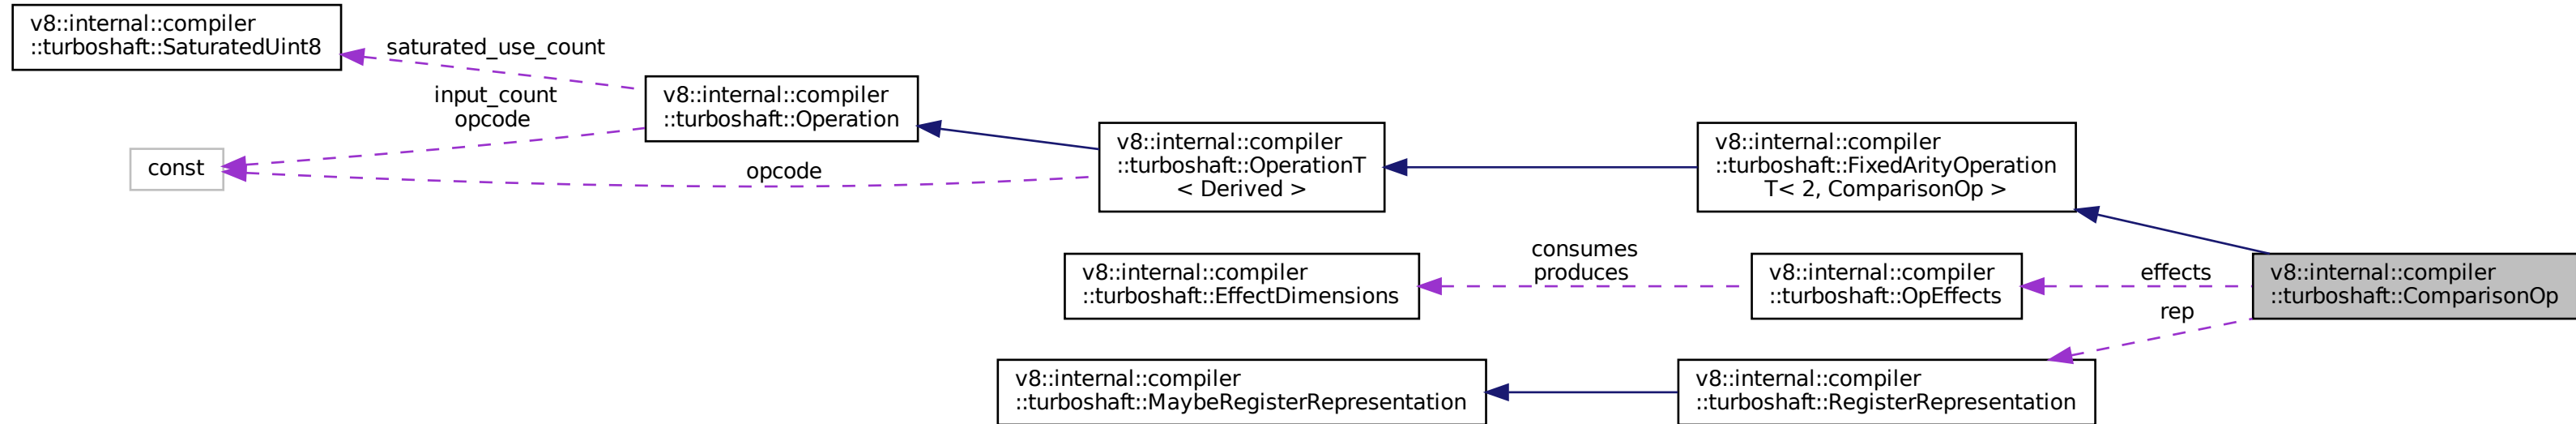 v8::internal::compiler
::turboshaft::SaturatedUint8
saturated_use_count
input_count
opcode
const
v8::internal::compiler
::turboshaft::Operation
opcode
v8::internal::compiler
::turboshaft::OperationT
< Derived >
v8::internal::compiler
::turboshaft::FixedArityOperation
T< 2, ComparisonOp >
v8::internal::compiler
::turboshaft::EffectDimensions
consumes
produces
v8::internal::compiler
::turboshaft::OpEffects
effects
rep
v8::internal::compiler
::turboshaft::ComparisonOp
v8::internal::compiler
::turboshaft::MaybeRegisterRepresentation
v8::internal::compiler
::turboshaft::RegisterRepresentation